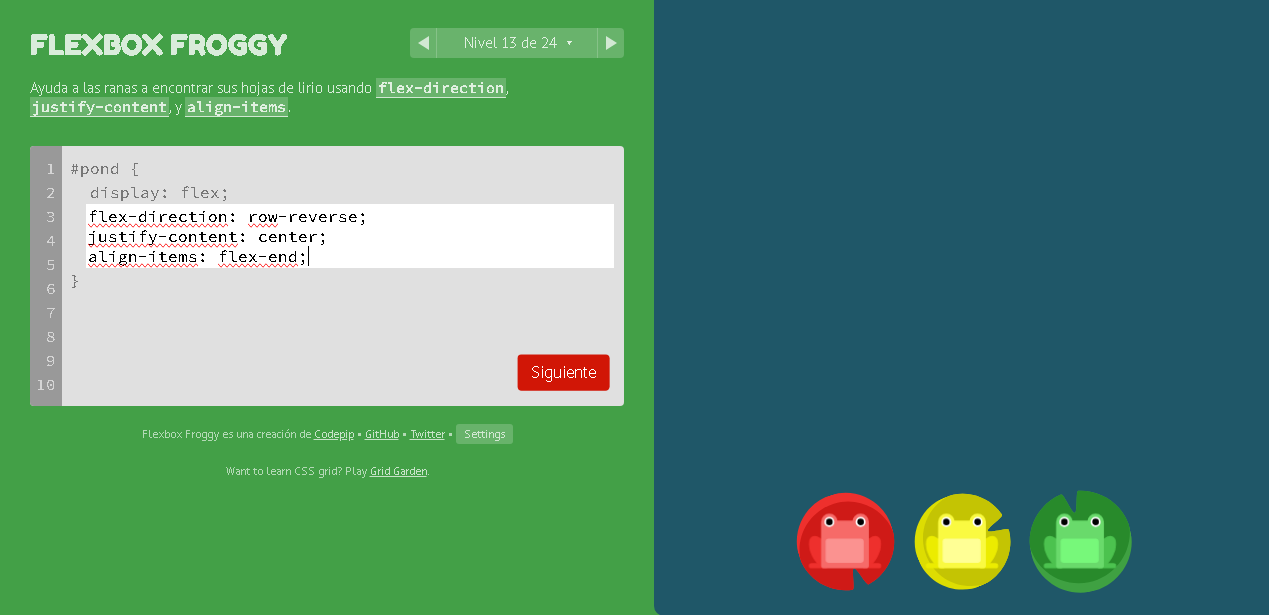 FLEXBOX FROGGY
◀ Nivel 13 de 24 ▾ ▶
Ayuda a las ranas a encontrar sus hojas de lirio usando flex-direction,
justify-content, y align-items.
1 #pond {
2 display: flex;
3 flex-direction: row-reverse;
4 justify-content: center;
5 align-items: flex-end;
6 }
7
8
9
10
Siguiente
Flexbox Froggy es una creación de Codepip • GitHub • Twitter • Settings
Want to learn CSS grid? Play Grid Garden.